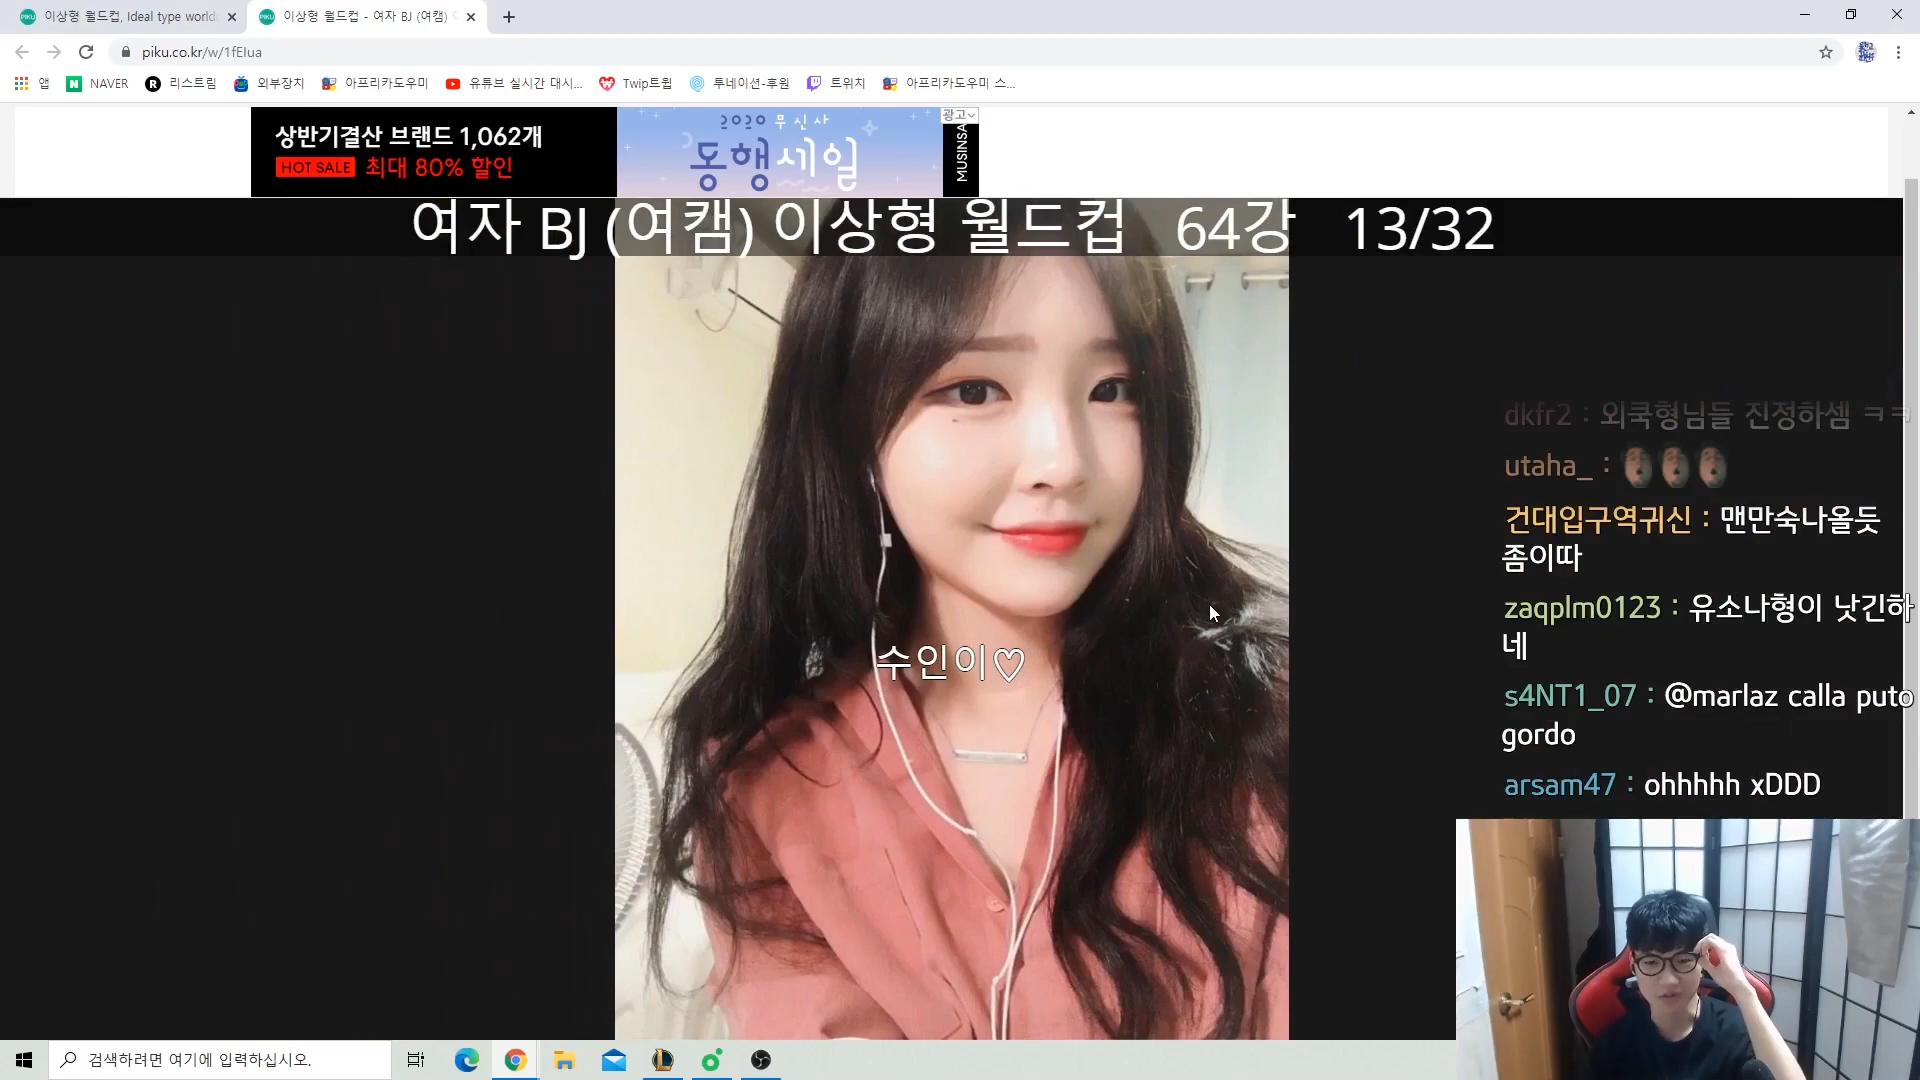 이상형 월드컵, Ideal type world
이상형 월드컵 - 여자 BJ (여캠)
piku.co.kr/w/1fEIua
앱 NAVER 리스트림 외부장치 아프리카도우미 유튜브 실시간 대시... Twip트윕 투네이션-후원 트위치 아프리카도우미 스...
상반기결산 브랜드 1,062개
HOT SALE 최대 80% 할인
2020 무신사
동행세일
MUSINSA
광고
여자 BJ (여캠) 이상형 월드컵 64강 13/32
수인이♡
dkfr2 : 외쿡형님들 진정하셈 ㅋㅋ
utaha_ :
건대입구역귀신 : 맨만숙나올듯
좀이따
zaqplm0123 : 유소나형이 낫긴하
네
s4NT1_07 : @marlaz calla puto
gordo
arsam47 : ohhhhh xDDD
검색하려면 여기에 입력하십시오.